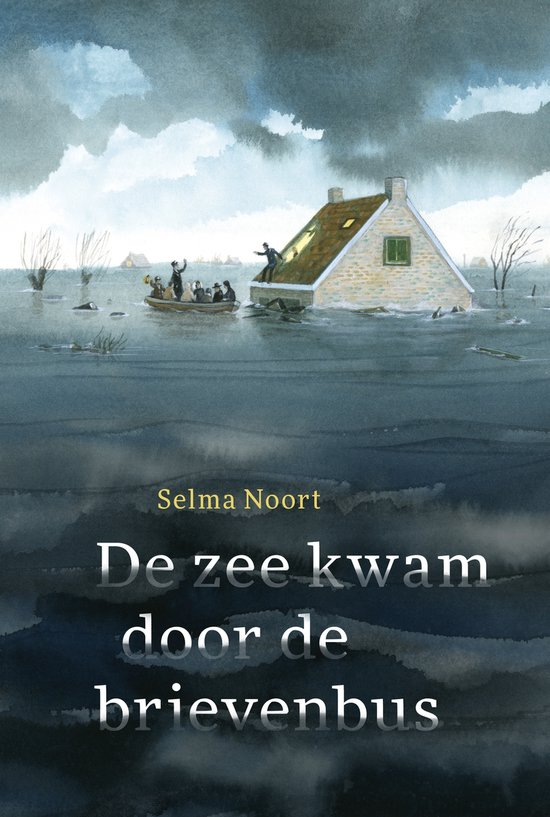 Selma Noort
De zee kwam
door de
brievenbus